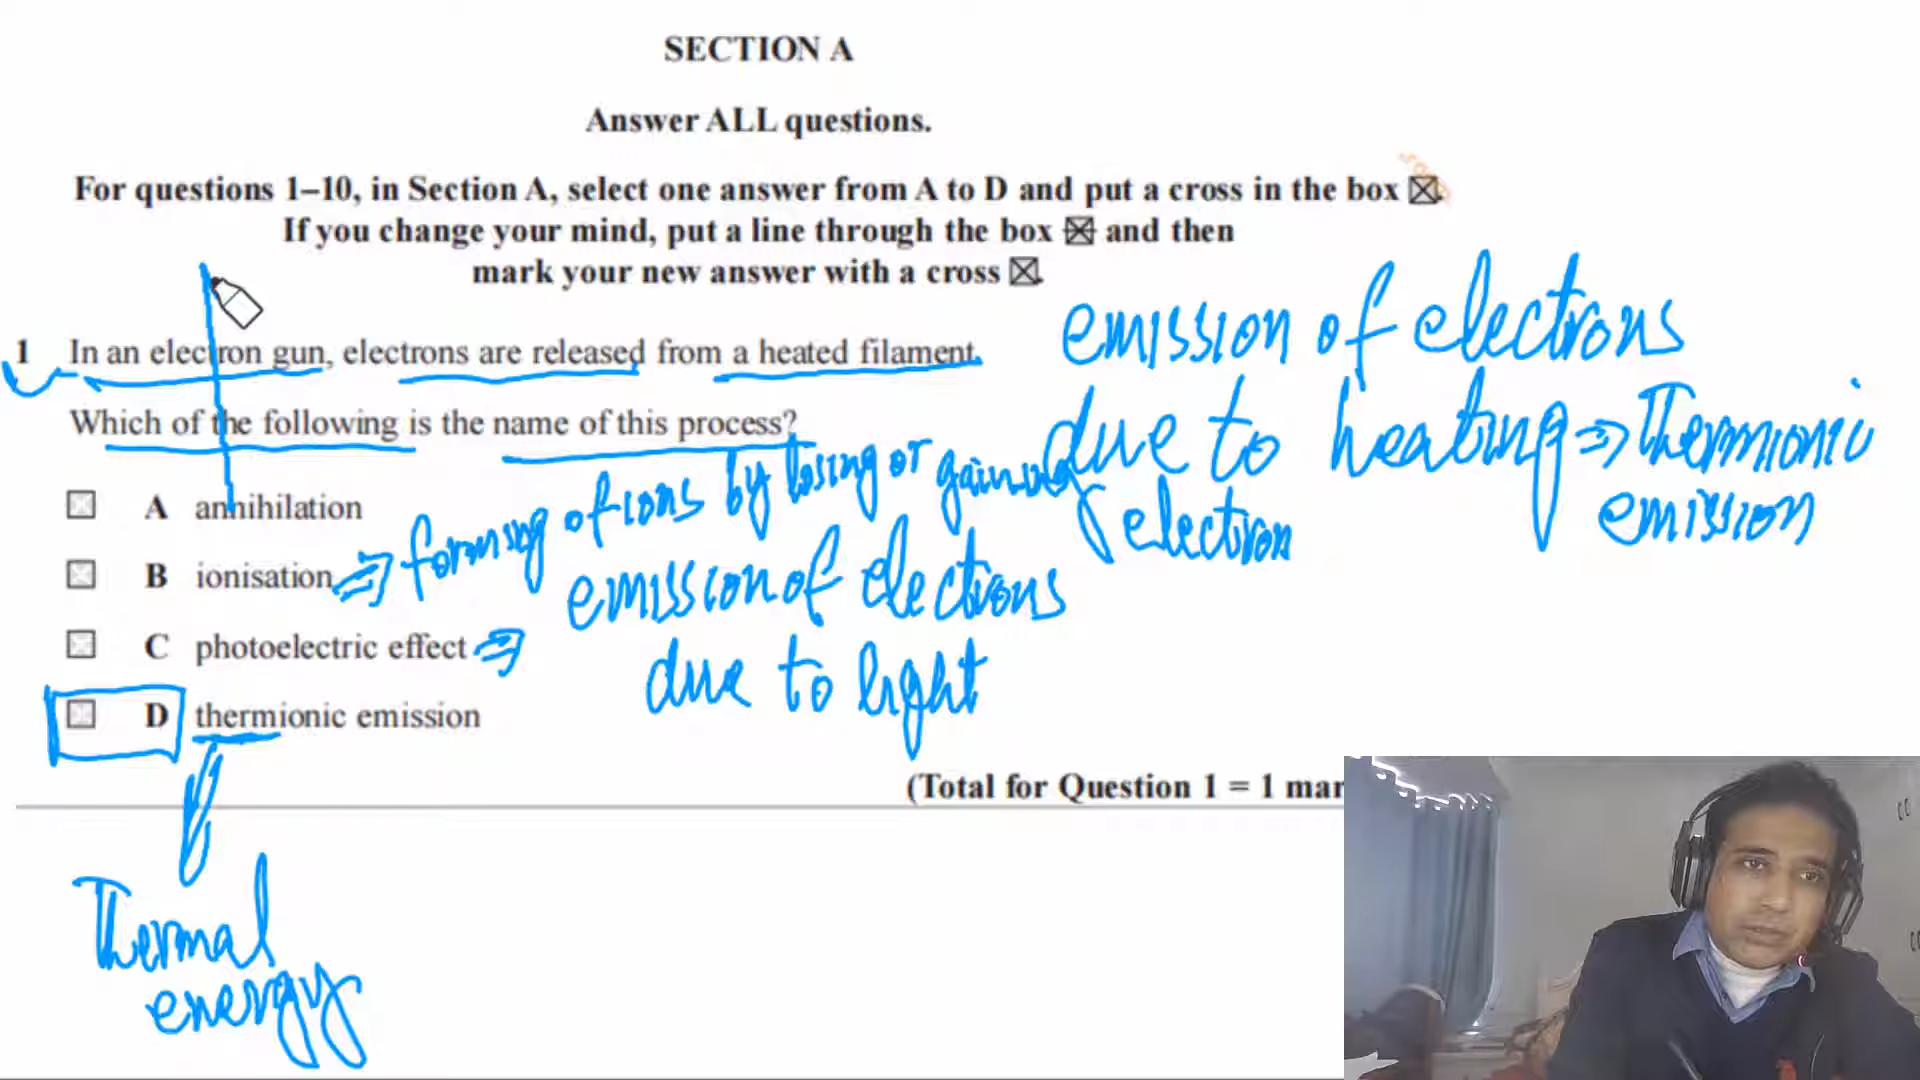 SECTION A
Answer ALL questions.
For questions 1–10, in Section A, select one answer from A to D and put a cross in the box ☒.
If you change your mind, put a line through the box ☒ and then
mark your new answer with a cross ☒.
1 In an electron gun, electrons are released from a heated filament.
Which of the following is the name of this process?
A annihilation
B ionisation
C photoelectric effect
D thermionic emission
(Total for Question 1 = 1 mar
emission of electrons
due to heating ⇒ Thermionic
emission
⇒ forming of ions by losing or gaining
electron
⇒ emission of electrons
due to light
Thermal
energy